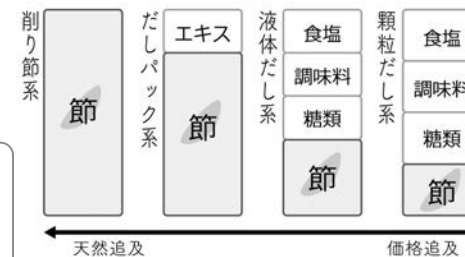 削り節系
節
だしパック系
エキス
節
液体だし系
食塩
調味料
糖類
節
顆粒だし系
食塩
調味料
糖類
節
天然追及
価格追及